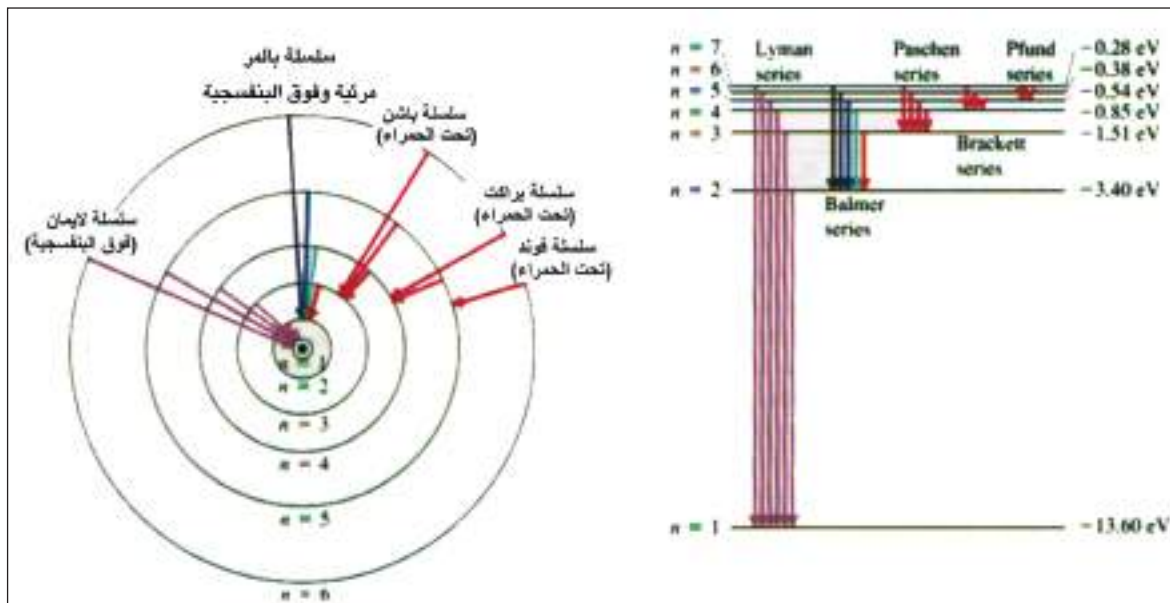 سلسلة بالمر
مرئية وفوق البنفسجية
سلسلة باشن
(تحت الحمراء)
سلسلة براكت
(تحت الحمراء)
سلسلة فوند
(تحت الحمراء)
سلسلة لايمان
(فوق البنفسجية)
n = 1
n = 2
n = 3
n = 4
n = 5
n = 6
n = 7
Lyman
series
Paschen
series
Pfund
series
−0.28 eV
n = 6
−0.38 eV
n = 5
−0.54 eV
n = 4
−0.85 eV
n = 3
−1.51 eV
Brackett
series
n = 2
−3.40 eV
Balmer
series
n = 1
−13.60 eV